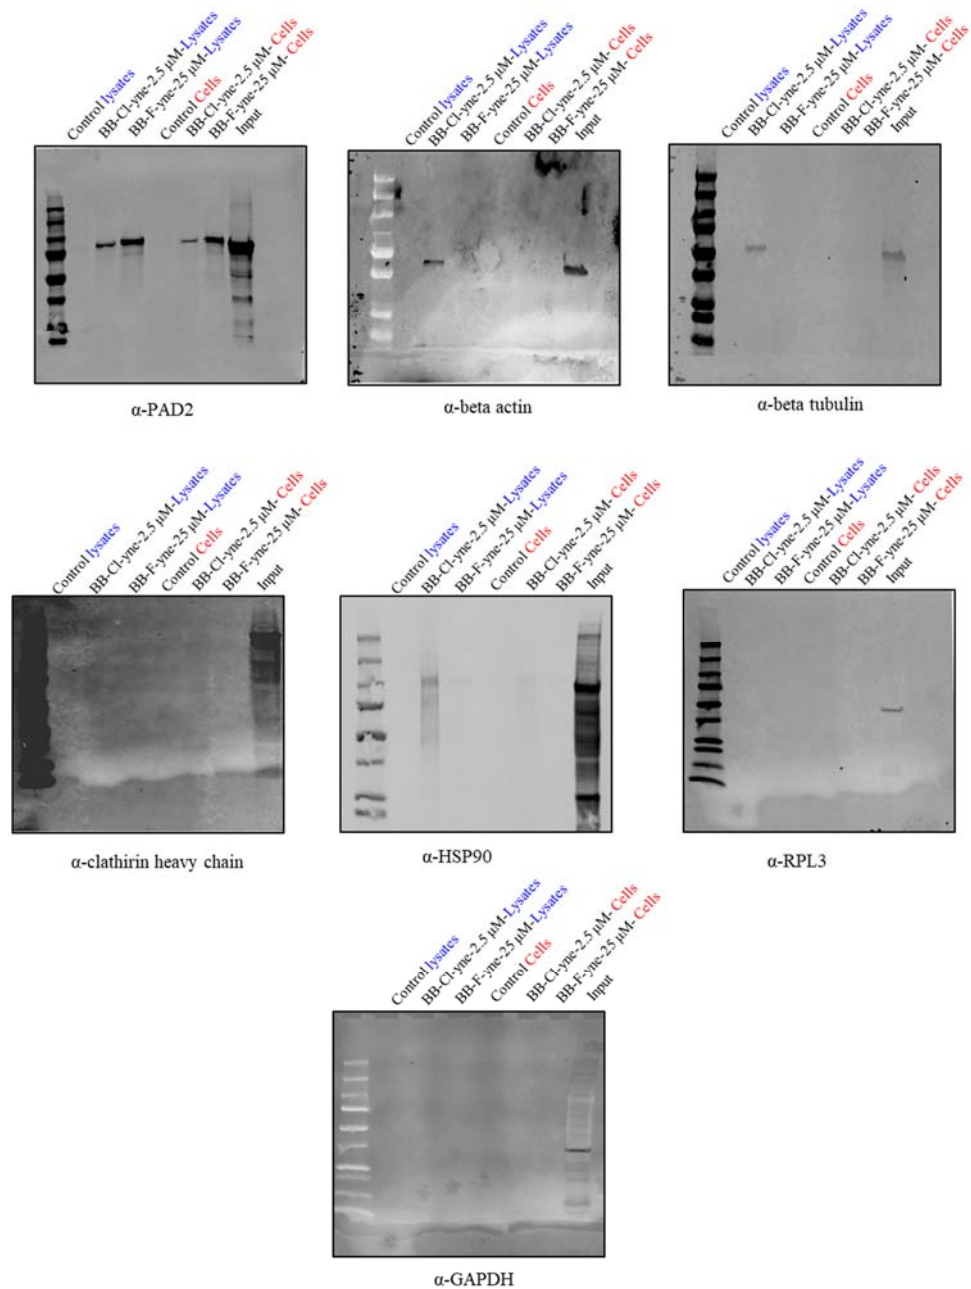 Control lysates
BB-Cl-yne-2.5 µM-Lysates
BB-F-yne-25 µM-Lysates
Control Cells
BB-Cl-yne-2.5 µM- Cells
BB-F-yne-25 µM- Cells
Input
α-PAD2
Control lysates
BB-Cl-yne-2.5 µM-Lysates
BB-F-yne-25 µM-Lysates
Control Cells
BB-Cl-yne-2.5 µM- Cells
BB-F-yne-25 µM- Cells
Input
α-beta actin
Control lysates
BB-Cl-yne-2.5 µM-Lysates
BB-F-yne-25 µM-Lysates
Control Cells
BB-Cl-yne-2.5 µM- Cells
BB-F-yne-25 µM- Cells
Input
α-beta tubulin
Control lysates
BB-Cl-yne-2.5 µM-Lysates
BB-F-yne-25 µM-Lysates
Control Cells
BB-Cl-yne-2.5 µM- Cells
BB-F-yne-25 µM- Cells
Input
α-clathirin heavy chain
Control lysates
BB-Cl-yne-2.5 µM-Lysates
BB-F-yne-25 µM-Lysates
Control Cells
BB-Cl-yne-2.5 µM- Cells
BB-F-yne-25 µM- Cells
Input
α-HSP90
Control lysates
BB-Cl-yne-2.5 µM-Lysates
BB-F-yne-25 µM-Lysates
Control Cells
BB-Cl-yne-2.5 µM- Cells
BB-F-yne-25 µM- Cells
Input
α-RPL3
Control lysates
BB-Cl-yne-2.5 µM-Lysates
BB-F-yne-25 µM-Lysates
Control Cells
BB-Cl-yne-2.5 µM- Cells
BB-F-yne-25 µM- Cells
Input
α-GAPDH